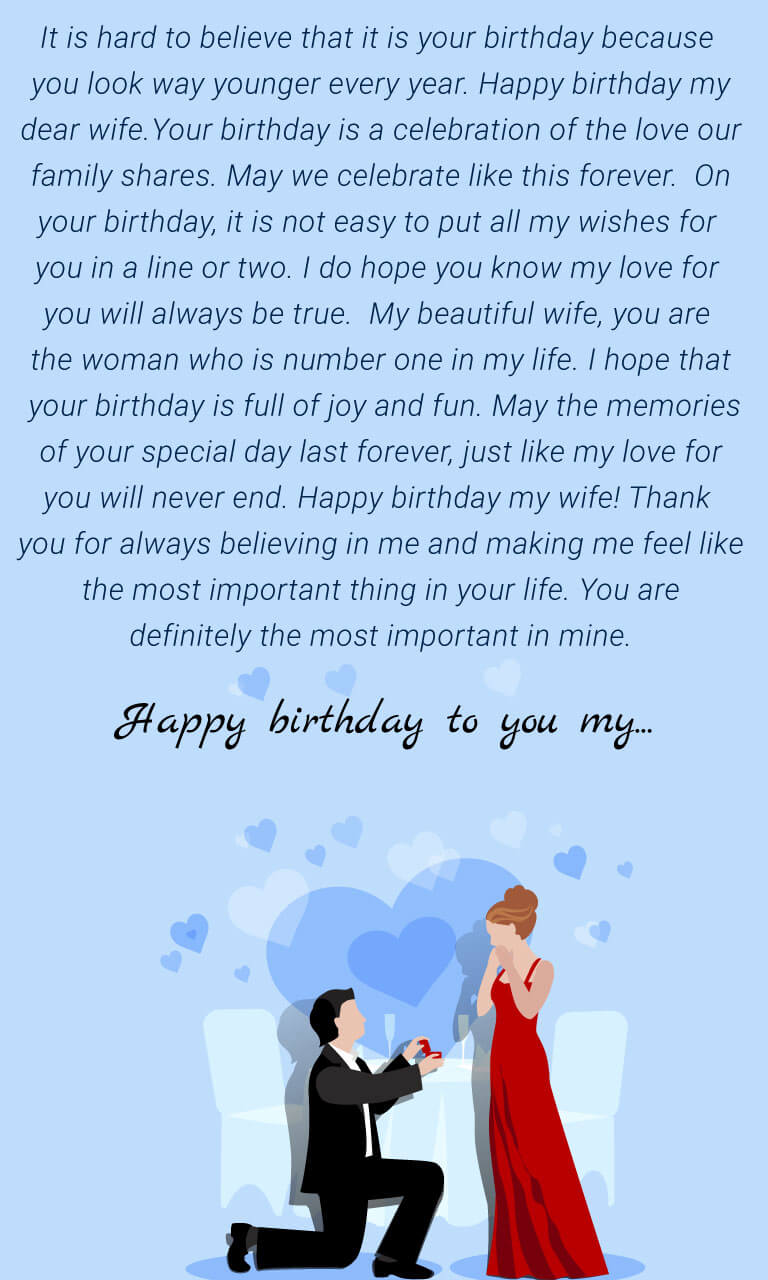 It is hard to believe that it is your birthday because
you look way younger every year. Happy birthday my
dear wife.Your birthday is a celebration of the love our
family shares. May we celebrate like this forever.  On
your birthday, it is not easy to put all my wishes for
you in a line or two. I do hope you know my love for
you will always be true.  My beautiful wife, you are
the woman who is number one in my life. I hope that
your birthday is full of joy and fun. May the memories
of your special day last forever, just like my love for
you will never end. Happy birthday my wife! Thank
you for always believing in me and making me feel like
the most important thing in your life. You are
definitely the most important in mine.
Happy birthday to you my...